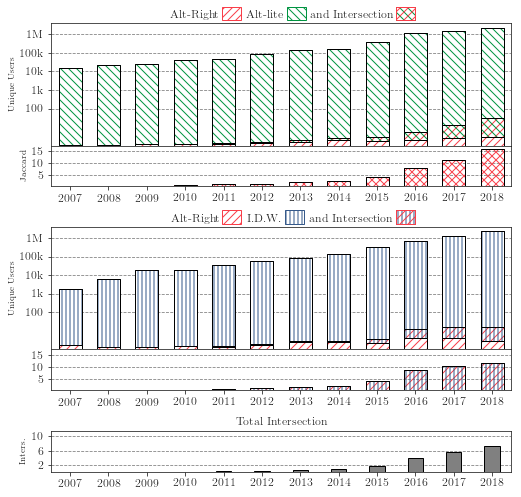 Alt-Right Alt-lite and Intersection
Unique Users
1M
100k
10k
1k
100
Jaccard
15
10
5
2007 2008 2009 2010 2011 2012 2013 2014 2015 2016 2017 2018
Alt-Right I.D.W. and Intersection
Unique Users
1M
100k
10k
1k
100
15
10
5
2007 2008 2009 2010 2011 2012 2013 2014 2015 2016 2017 2018
Total Intersection
Inters.
10
6
2
2007 2008 2009 2010 2011 2012 2013 2014 2015 2016 2017 2018